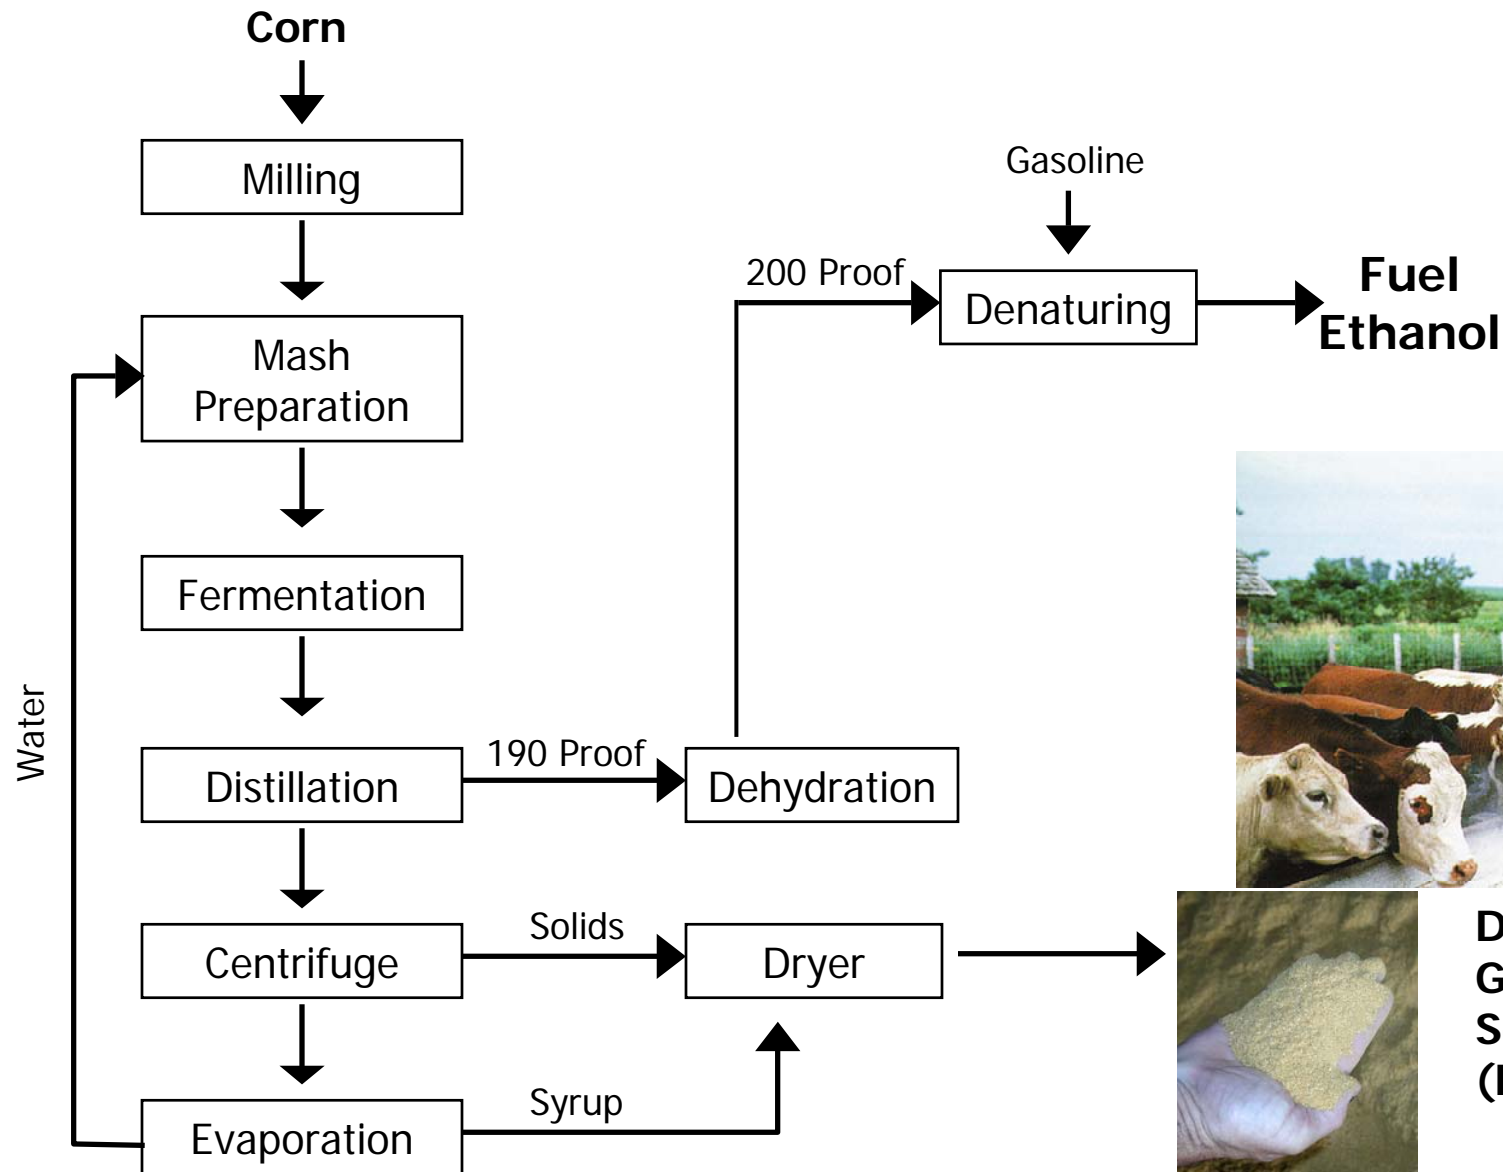 Corn
Milling
Gasoline
200 Proof
Denaturing
Fuel
Ethanol
Mash
Preparation
Fermentation
Water
190 Proof
Distillation
Dehydration
Solids
Centrifuge
Dryer
Syrup
Evaporation
D
G
S
(